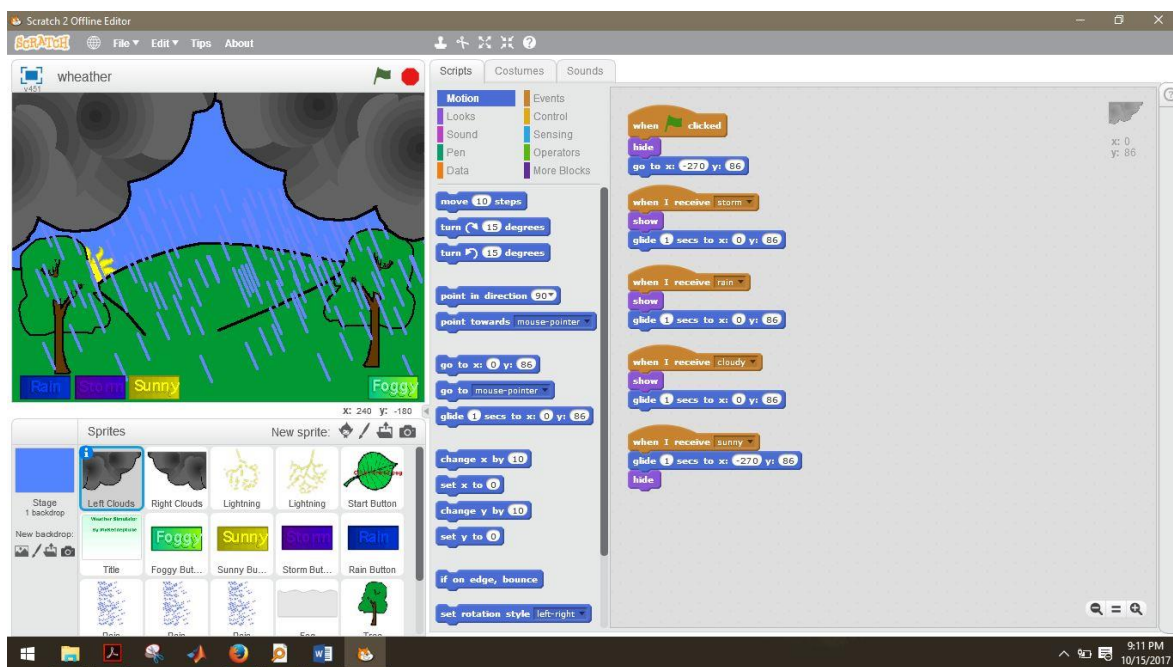 Scratch 2 Offline Editor
SCRATCH File Edit Tips About
wheather
v451
Rain Storm Sunny Foggy
x: 240 y: -180
Sprites New sprite:
Stage
1 backdrop
New backdrop:
Left Clouds Right Clouds Lightning Lightning Start Button
Weather Simulator
Title Foggy But... Sunny Bu... Storm But... Rain Button
Foggy Sunny Storm Rain
Rain Rain Rain Fog Tree
Scripts Costumes Sounds
Motion Events
Looks Control
Sound Sensing
Pen Operators
Data More Blocks
move 10 steps
turn 15 degrees
turn 15 degrees
point in direction 90
point towards mouse-pointer
go to x: 0 y: 86
go to mouse-pointer
glide 1 secs to x: 0 y: 86
change x by 10
set x to 0
change y by 10
set y to 0
if on edge, bounce
set rotation style left-right
when clicked
hide
go to x: -270 y: 86
when I receive storm
show
glide 1 secs to x: 0 y: 86
when I receive rain
show
glide 1 secs to x: 0 y: 86
when I receive cloudy
show
glide 1 secs to x: 0 y: 86
when I receive sunny
glide 1 secs to x: -270 y: 86
hide
x: 0
y: 86
9:11 PM
10/15/2017